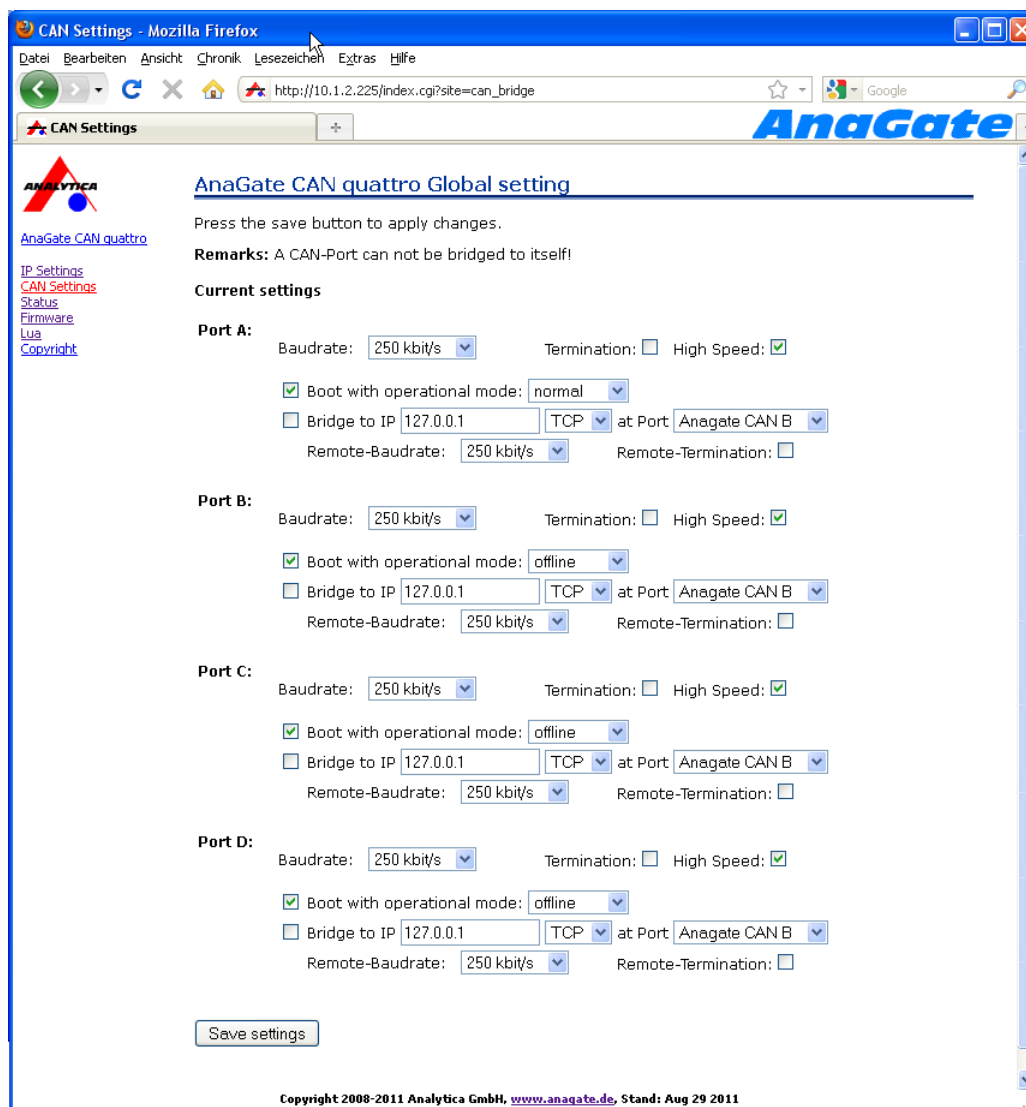 CAN Settings - Mozilla Firefox
Datei Bearbeiten Ansicht Chronik Lesezeichen Extras Hilfe
http://10.1.2.225/index.cgi?site=can_bridge
Google
CAN Settings
AnaGate
ANALYTICA
AnaGate CAN quattro
IP Settings
CAN Settings
Status
Firmware
Lua
Copyright
AnaGate CAN quattro Global setting
Press the save button to apply changes.
Remarks: A CAN-Port can not be bridged to itself!
Current settings
Port A:
Baudrate: 250 kbit/s Termination: High Speed:
Boot with operational mode: normal
Bridge to IP 127.0.0.1 TCP at Port Anagate CAN B
Remote-Baudrate: 250 kbit/s Remote-Termination:
Port B:
Baudrate: 250 kbit/s Termination: High Speed:
Boot with operational mode: offline
Bridge to IP 127.0.0.1 TCP at Port Anagate CAN B
Remote-Baudrate: 250 kbit/s Remote-Termination:
Port C:
Baudrate: 250 kbit/s Termination: High Speed:
Boot with operational mode: offline
Bridge to IP 127.0.0.1 TCP at Port Anagate CAN B
Remote-Baudrate: 250 kbit/s Remote-Termination:
Port D:
Baudrate: 250 kbit/s Termination: High Speed:
Boot with operational mode: offline
Bridge to IP 127.0.0.1 TCP at Port Anagate CAN B
Remote-Baudrate: 250 kbit/s Remote-Termination:
Save settings
Copyright 2008-2011 Analytica GmbH, www.anagate.de, Stand: Aug 29 2011